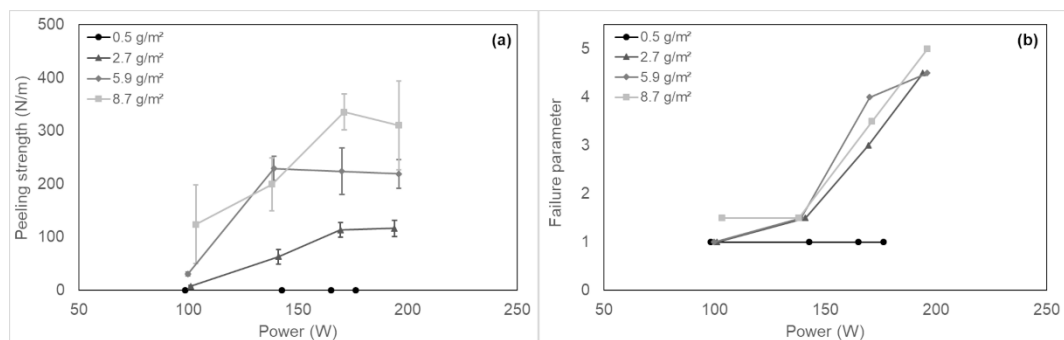 (a)
0.5 g/m²
2.7 g/m²
5.9 g/m²
8.7 g/m²
Peeling strength (N/m)
500
400
300
200
100
0
50
100
150
200
250
Power (W)
(b)
0.5 g/m²
2.7 g/m²
5.9 g/m²
8.7 g/m²
Failure parameter
5
4
3
2
1
0
50
100
150
200
250
Power (W)